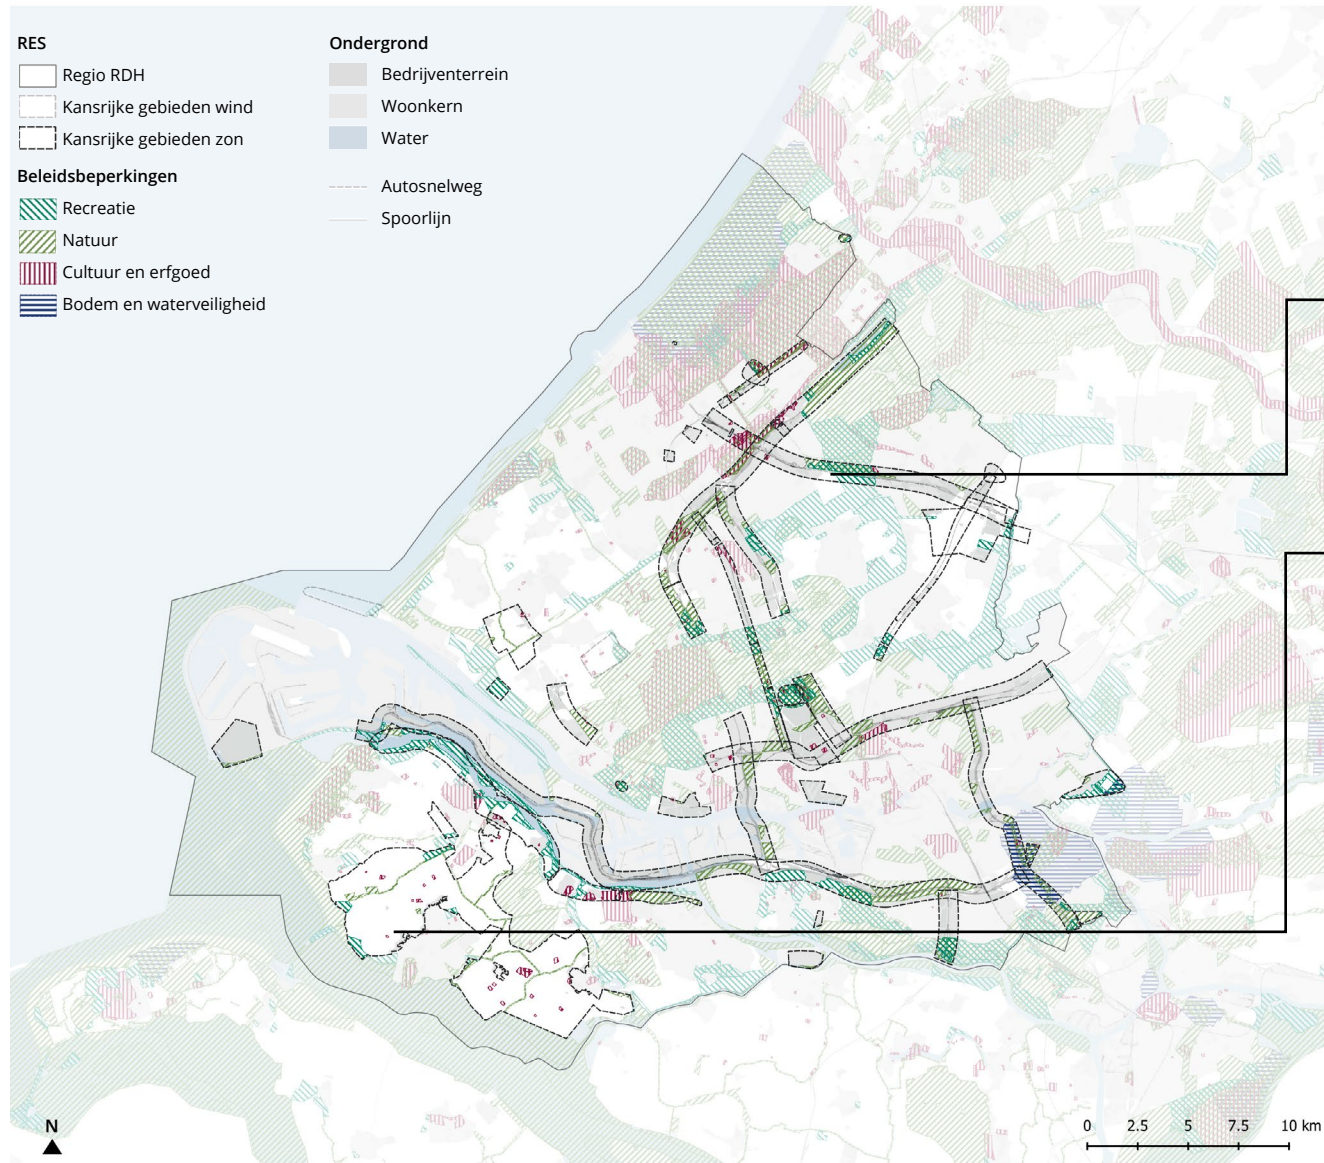 RES
Regio RDH
Kansrijke gebieden wind
Kansrijke gebieden zon
Beleidsbeperkingen
Recreatie
Natuur
Cultuur en erfgoed
Bodem en waterveiligheid
Ondergrond
Bedrijventerrein
Woonkern
Water
Autosnelweg
Spoorlijn
N
0 2.5 5 7.5 10 km